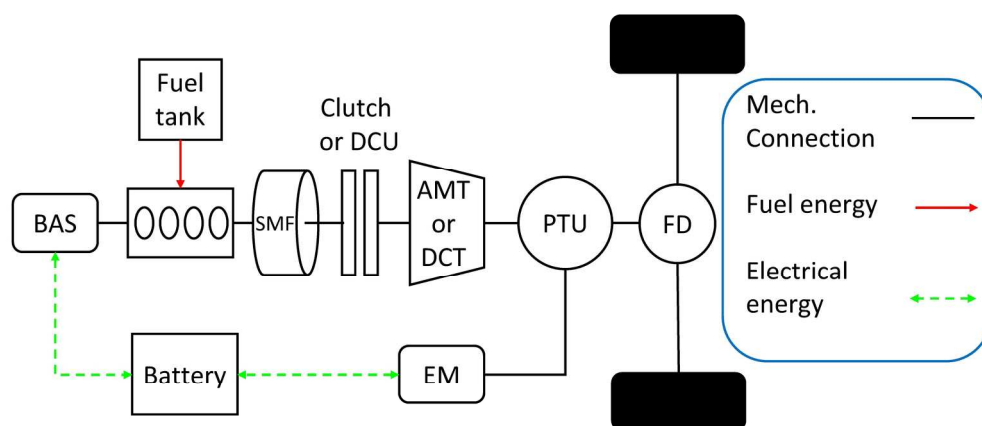 Fuel
tank
Clutch
or DCU
BAS
SMF
AMT
or
DCT
PTU
FD
Battery
EM
Mech.
Connection
Fuel energy
Electrical
energy